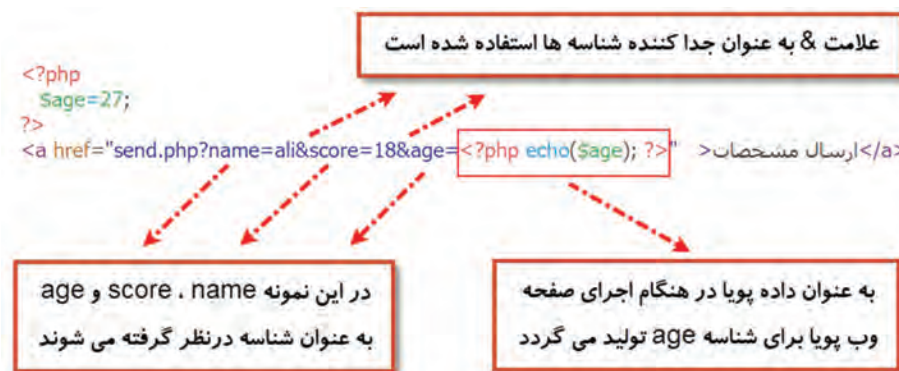 علامت & به عنوان جدا کننده شناسه ها استفاده شده است
<?php
$age=27;
?>
<a href="send.php?name=ali&score=18&age=<?php echo($age); ?>" >ارسال مشخصات</a>
در این نمونه score ، name و age
به عنوان شناسه درنظر گرفته می شوند
به عنوان داده پویا در هنگام اجرای صفحه
وب پویا برای شناسه age تولید می گردد